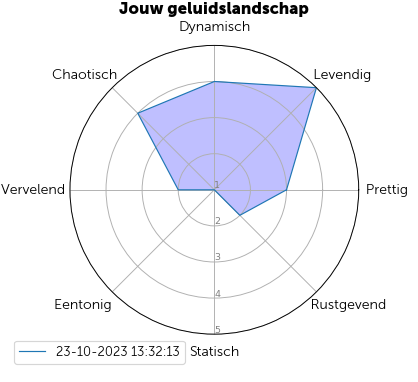 Jouw geluidslandschap
Dynamisch
Chaotisch
Levendig
Vervelend
1
Prettig
2
3
4
Eentonig
Rustgevend
5
23-10-2023 13:32:13
Statisch